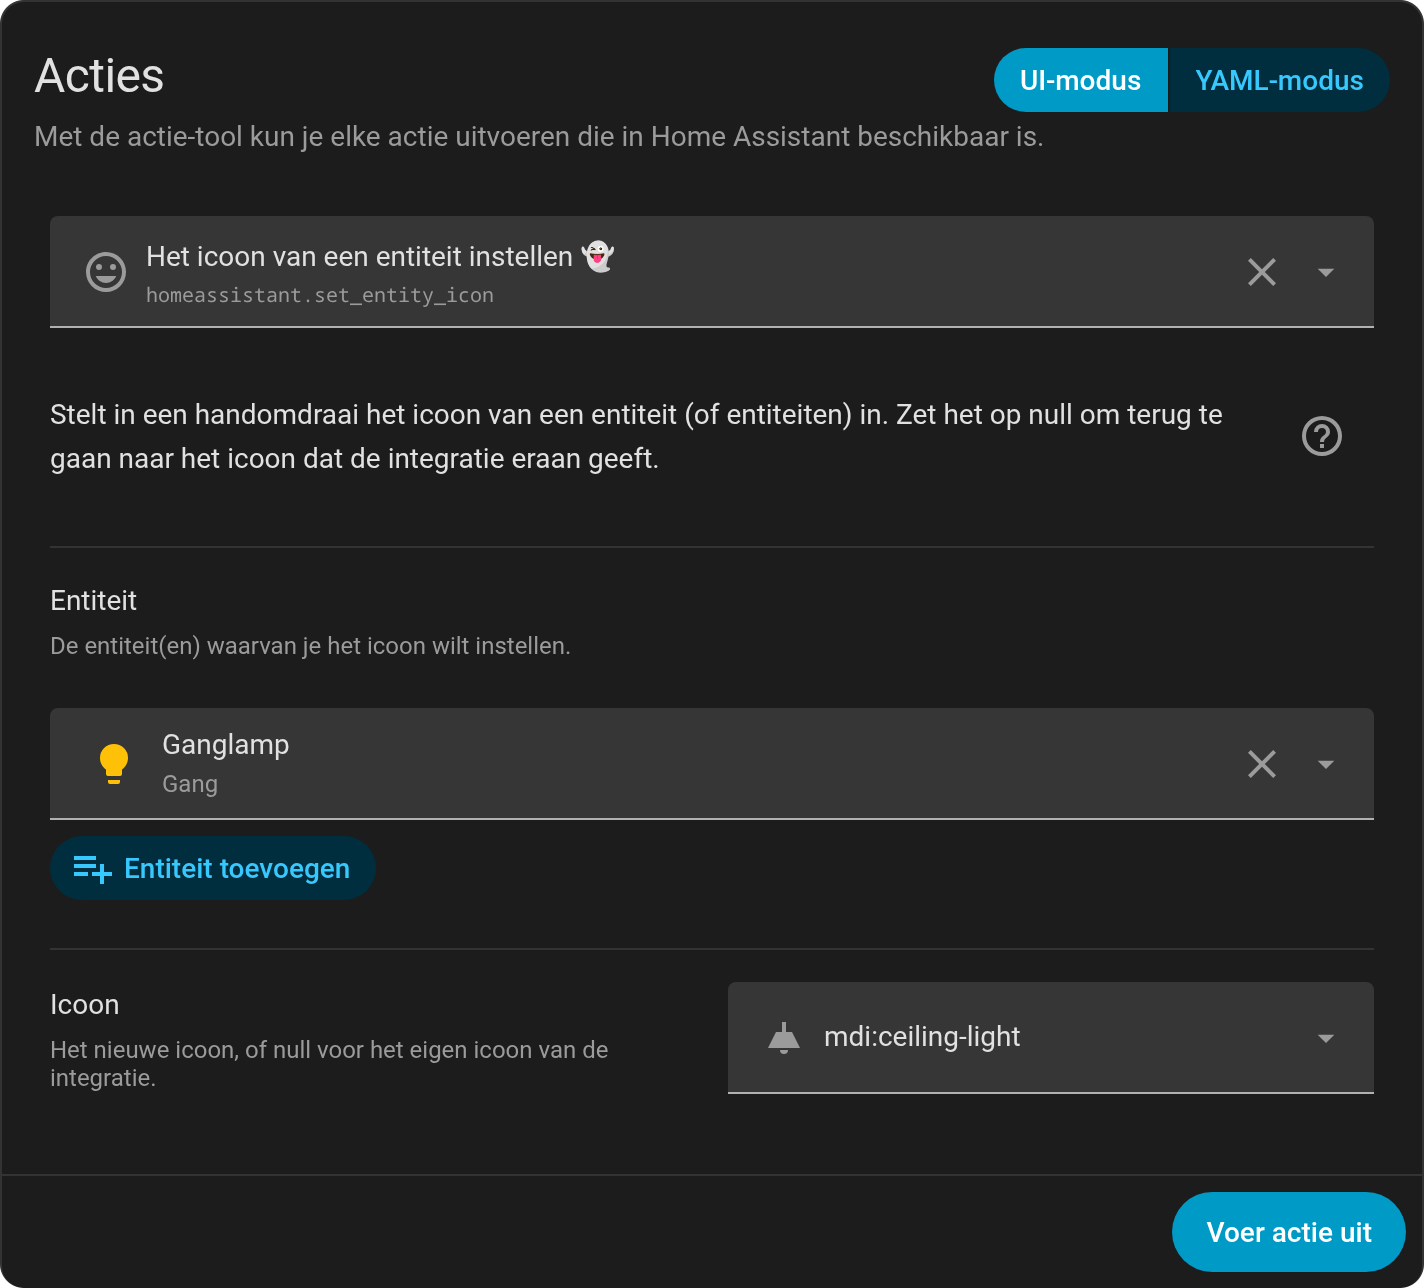 Acties
UI-modus
YAML-modus
Met de actie-tool kun je elke actie uitvoeren die in Home Assistant beschikbaar is.
Het icoon van een entiteit instellen 👻
homeassistant.set_entity_icon
Stelt in een handomdraai het icoon van een entiteit (of entiteiten) in. Zet het op null om terug te
gaan naar het icoon dat de integratie eraan geeft.
Entiteit
De entiteit(en) waarvan je het icoon wilt instellen.
Ganglamp
Gang
Entiteit toevoegen
Icoon
Het nieuwe icoon, of null voor het eigen icoon van de
integratie.
mdi:ceiling-light
Voer actie uit